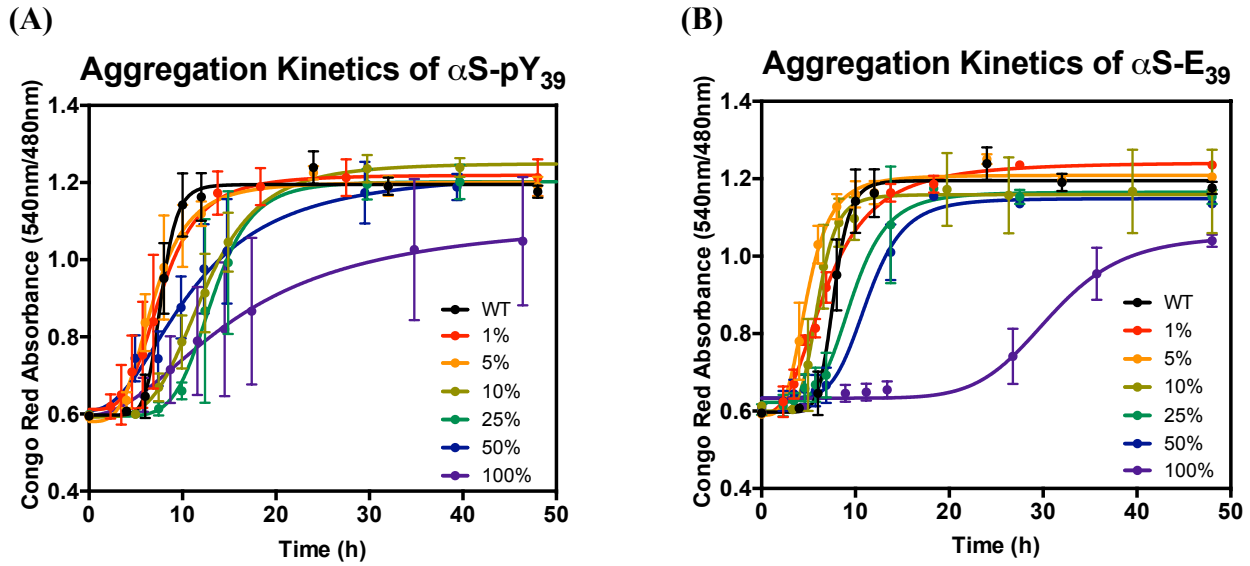 (A)
Aggregation Kinetics of αS-pY39
Congo Red Absorbance (540nm/480nm)
1.4
1.2
1.0
0.8
0.6
0.4
0 10 20 30 40 50
Time (h)
WT
1%
5%
10%
25%
50%
100%
(B)
Aggregation Kinetics of αS-E39
Congo Red Absorbance (540nm/480nm)
1.4
1.2
1.0
0.8
0.6
0.4
0 10 20 30 40 50
Time (h)
WT
1%
5%
10%
25%
50%
100%